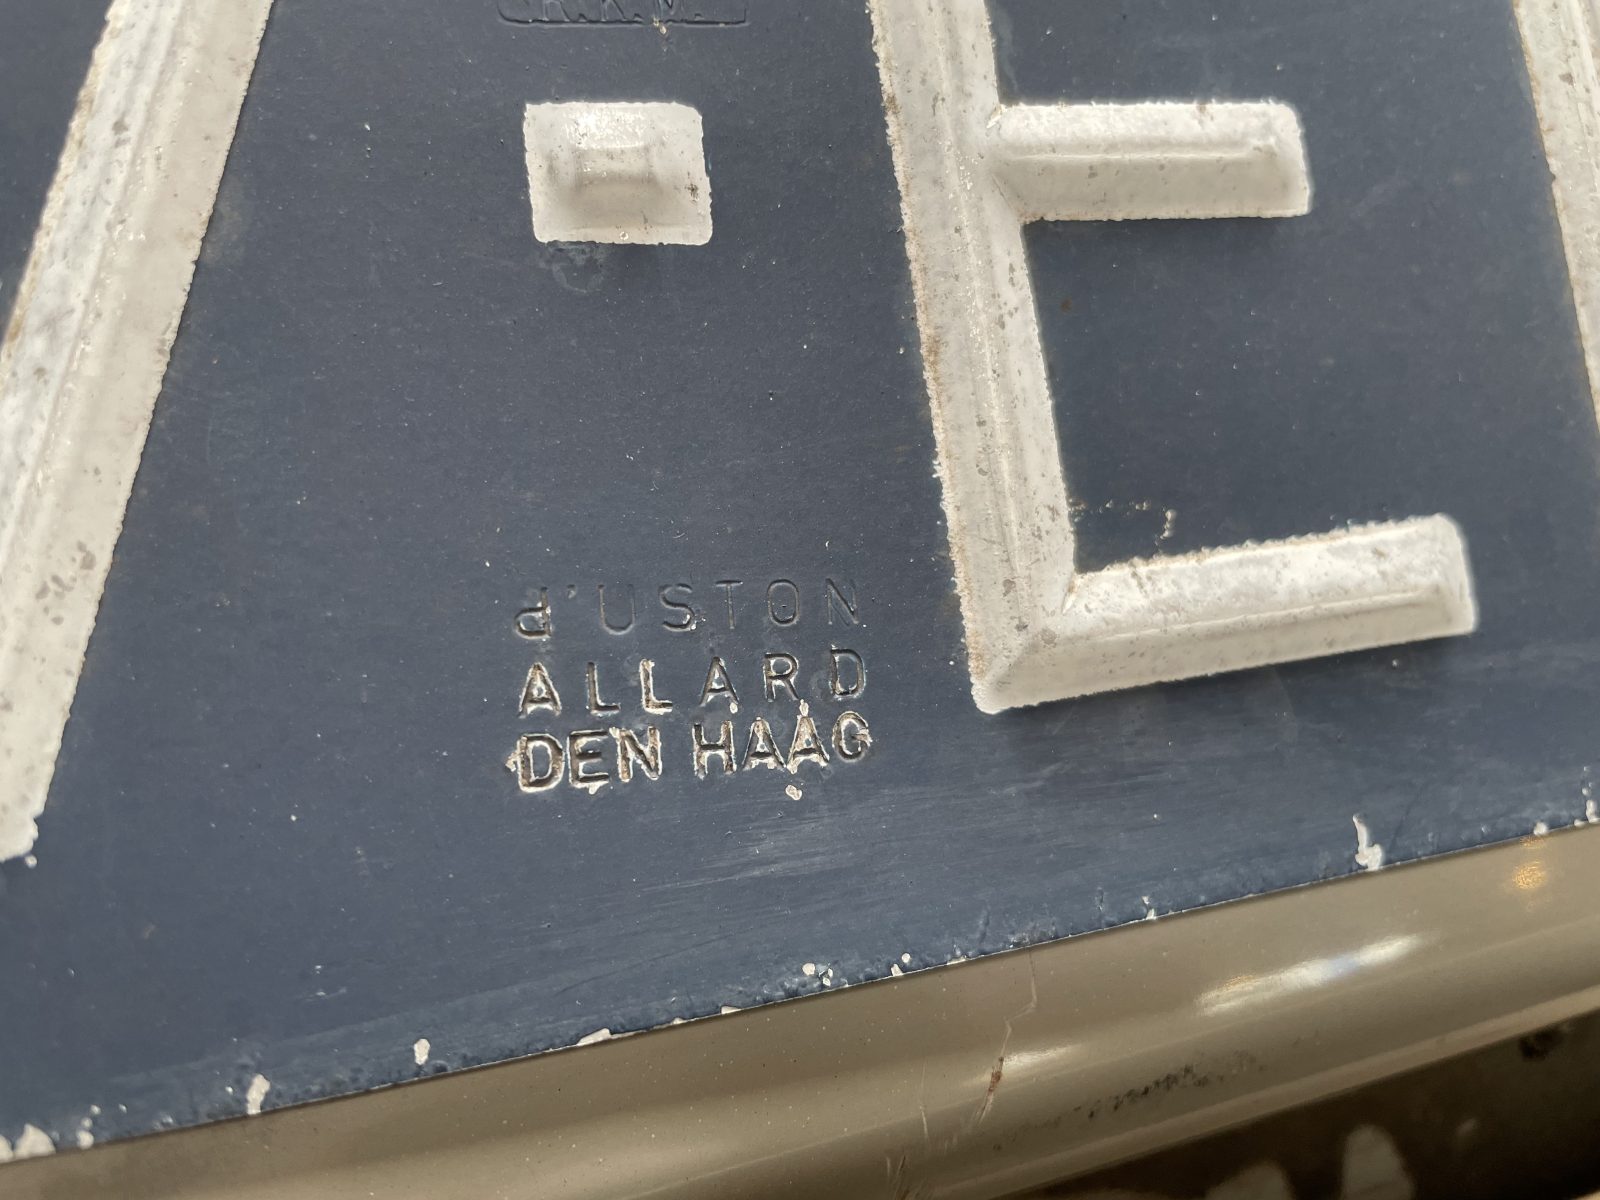 R.K.V.
E
d'USTON
ALLARD
DEN HAAG